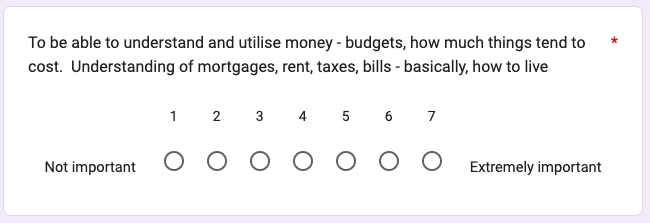 To be able to understand and utilise money - budgets, how much things tend to *
cost.  Understanding of mortgages, rent, taxes, bills - basically, how to live
1 2 3 4 5 6 7
Not important Extremely important